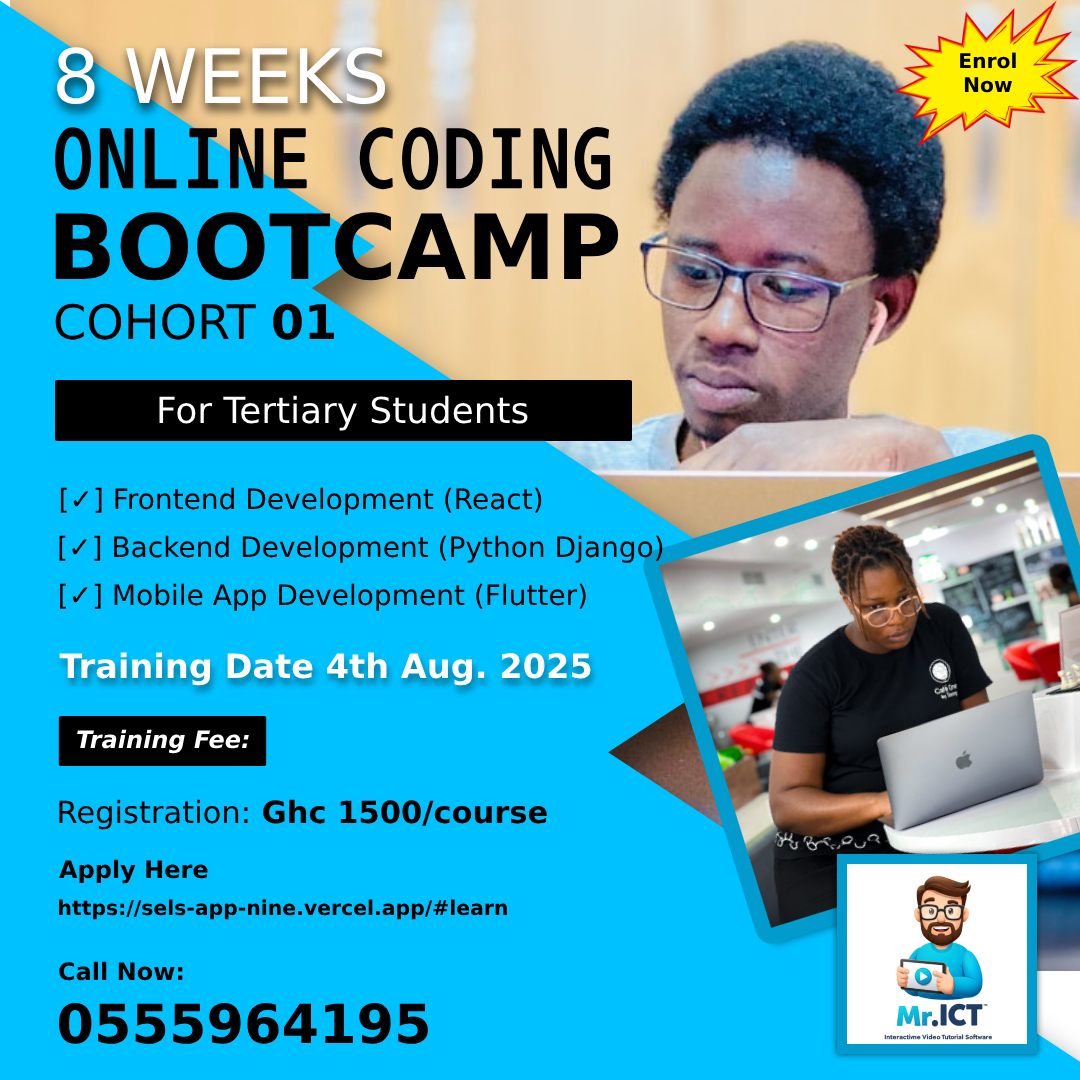 8 WEEKS
Enrol
Now
ONLINE CODING
BOOTCAMP
COHORT 01
For Tertiary Students
[✓] Frontend Development (React)
[✓] Backend Development (Python Django)
[✓] Mobile App Development (Flutter)
Training Date 4th Aug. 2025
Training Fee:
Registration: Ghc 1500/course
Apply Here
https://sels-app-nine.vercel.app/#learn
Call Now:
0555964195
Mr.ICT
Interactivne Video Tutorial Software